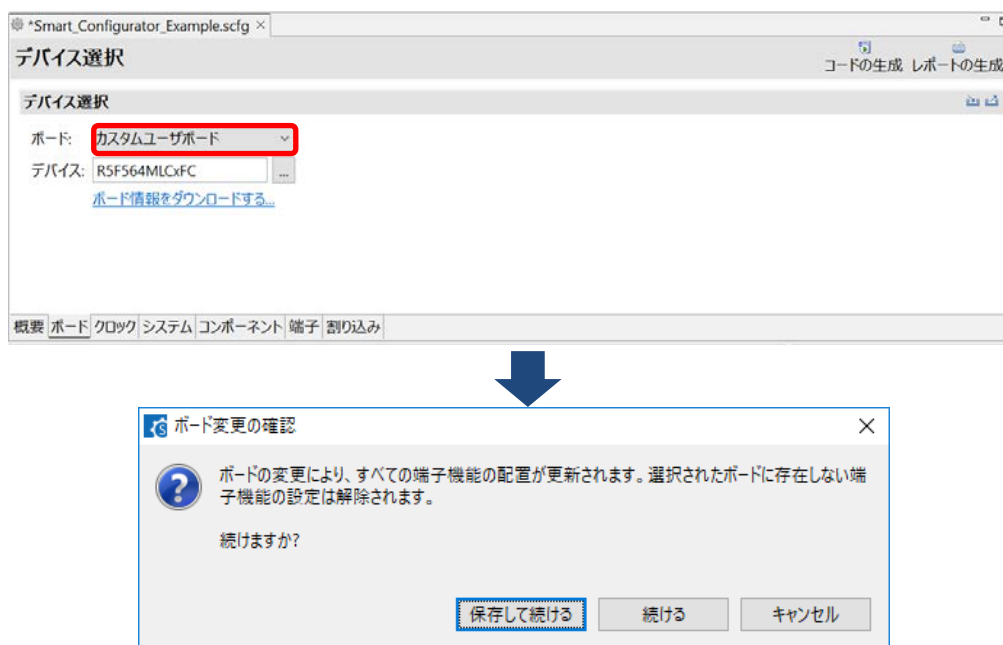 *Smart_Configurator_Example.scfg
デバイス選択
コードの生成 レポートの生成
デバイス選択
ボード: カスタムユーザボード
デバイス: R5F564MLCxFC ...
ボード情報をダウンロードする...
概要 ボード クロック システム コンポーネント 端子 割り込み
ボード変更の確認
ボードの変更により、すべての端子機能の配置が更新されます。選択されたボードに存在しない端
子機能の設定は解除されます。
続けますか?
保存して続ける 続ける キャンセル